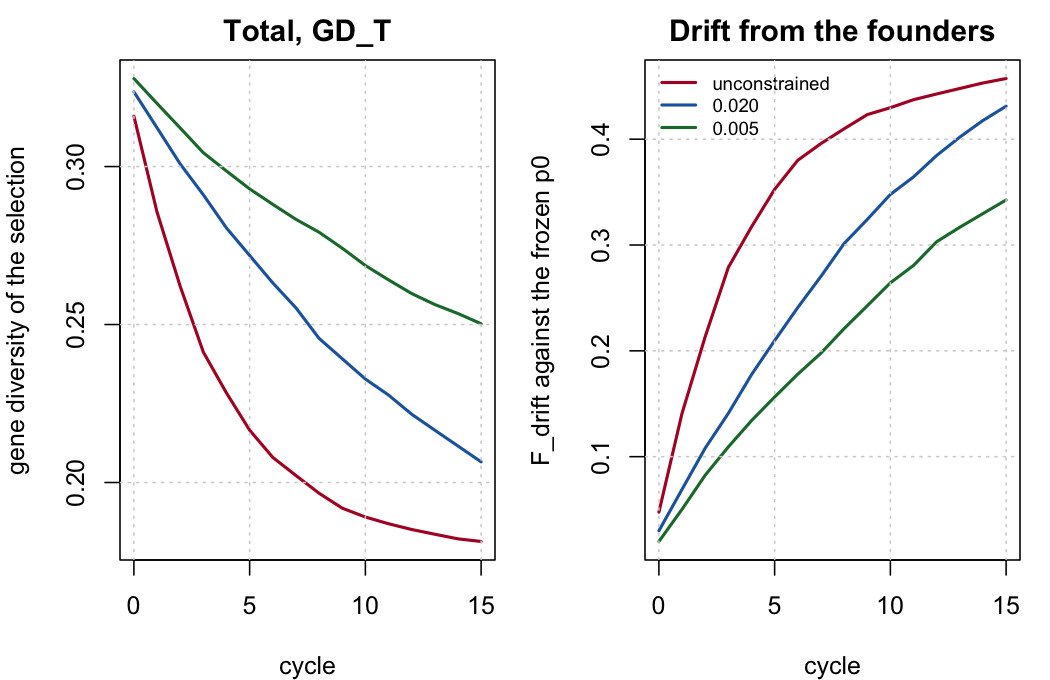 Total, GD_T
gene diversity of the selection
0.30
0.25
0.20
0
5
10
15
cycle
Drift from the founders
F_drift against the frozen p0
unconstrained
0.020
0.005
0.4
0.3
0.2
0.1
0
5
10
15
cycle